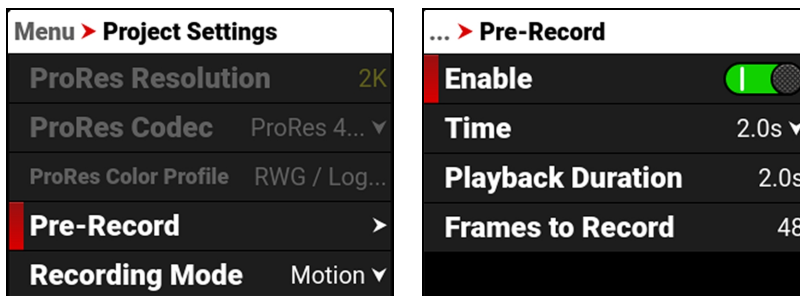 Menu > Project Settings
ProRes Resolution 2K
ProRes Codec ProRes 4...
ProRes Color Profile RWG / Log...
Pre-Record >
Recording Mode Motion
... > Pre-Record
Enable
Time 2.0s
Playback Duration 2.0s
Frames to Record 48